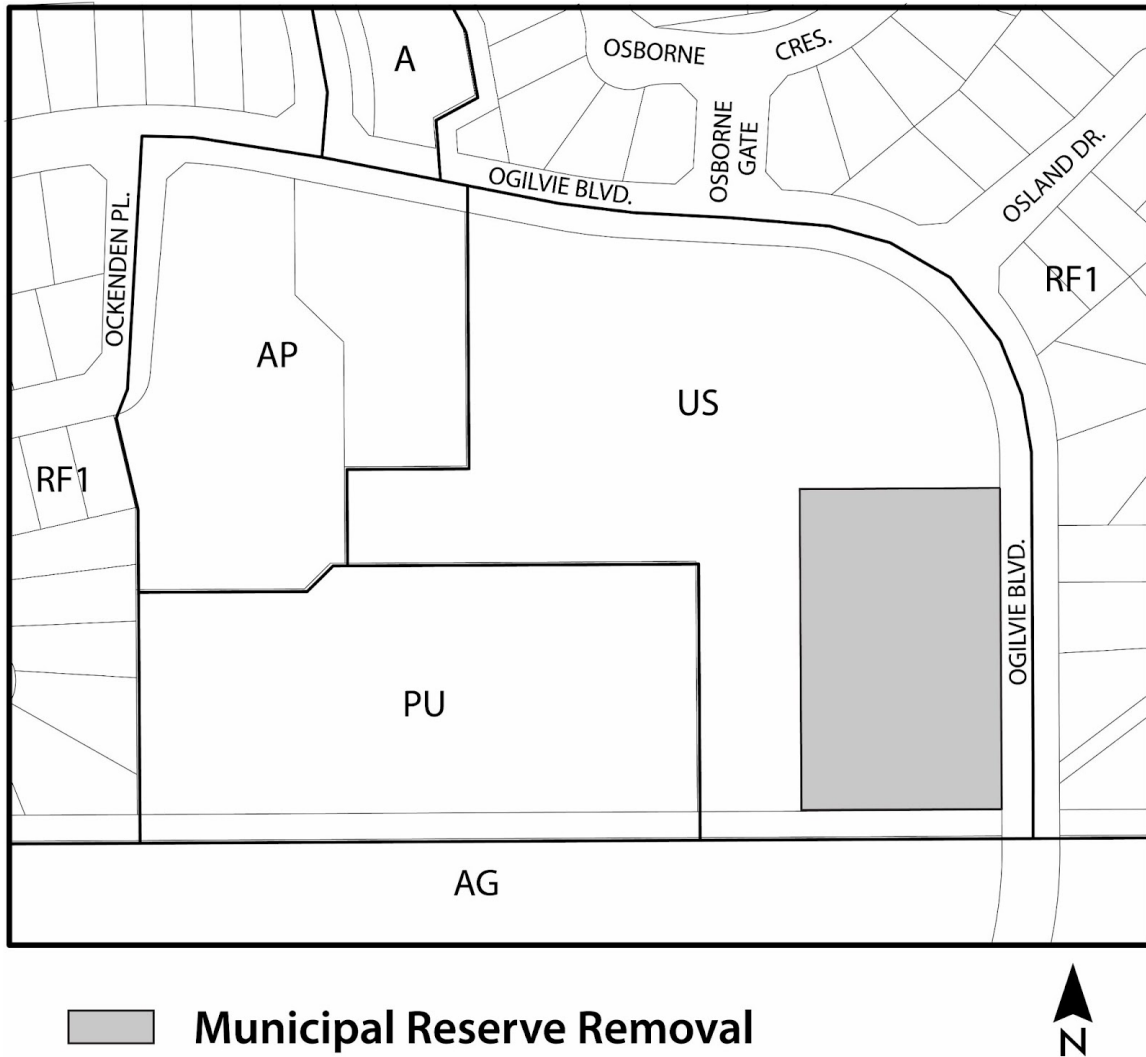 A
OSBORNE
CRES.
OSBORNE
GATE
OSLAND DR.
OGILVIE BLVD.
OCKENDEN PL.
RF1
AP
US
RF1
OGILVIE BLVD.
PU
AG
Municipal Reserve Removal
N